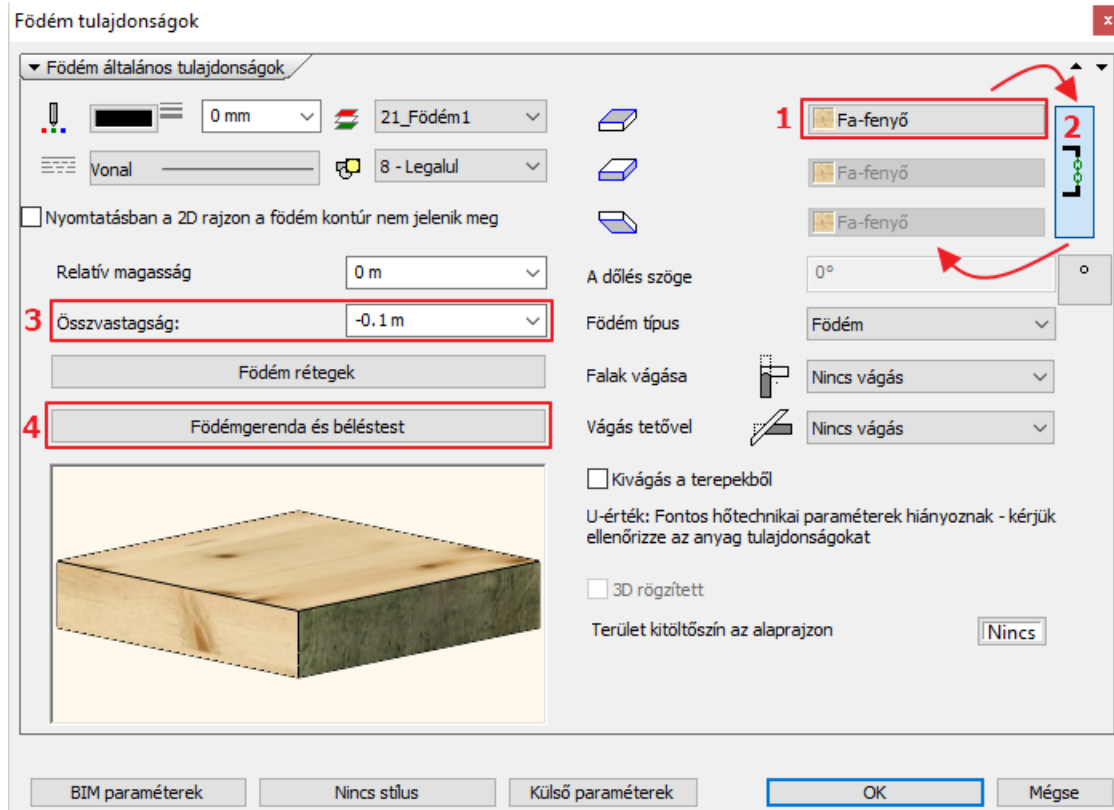 Födém tulajdonságok
x
Födém általános tulajdonságok
0 mm
21_Födém1
1
Fa-fenyő
2
Vonal
8 - Legalul
Fa-fenyő
Nyomtatásban a 2D rajzon a födém kontúr nem jelenik meg
Fa-fenyő
Relatív magasság
0 m
A dőlés szöge
0°
°
3
Összvastagság:
-0.1 m
Födém típus
Födém
Födém rétegek
Falak vágása
Nincs vágás
4
Födémgerenda és béléstest
Vágás tetővel
Nincs vágás
Kivágás a terepekből
U-érték: Fontos hőtechnikai paraméterek hiányoznak - kérjük
ellenőrizze az anyag tulajdonságokat
3D rögzített
Terület kitöltőszín az alaprajzon
Nincs
BIM paraméterek
Nincs stílus
Külső paraméterek
OK
Mégse